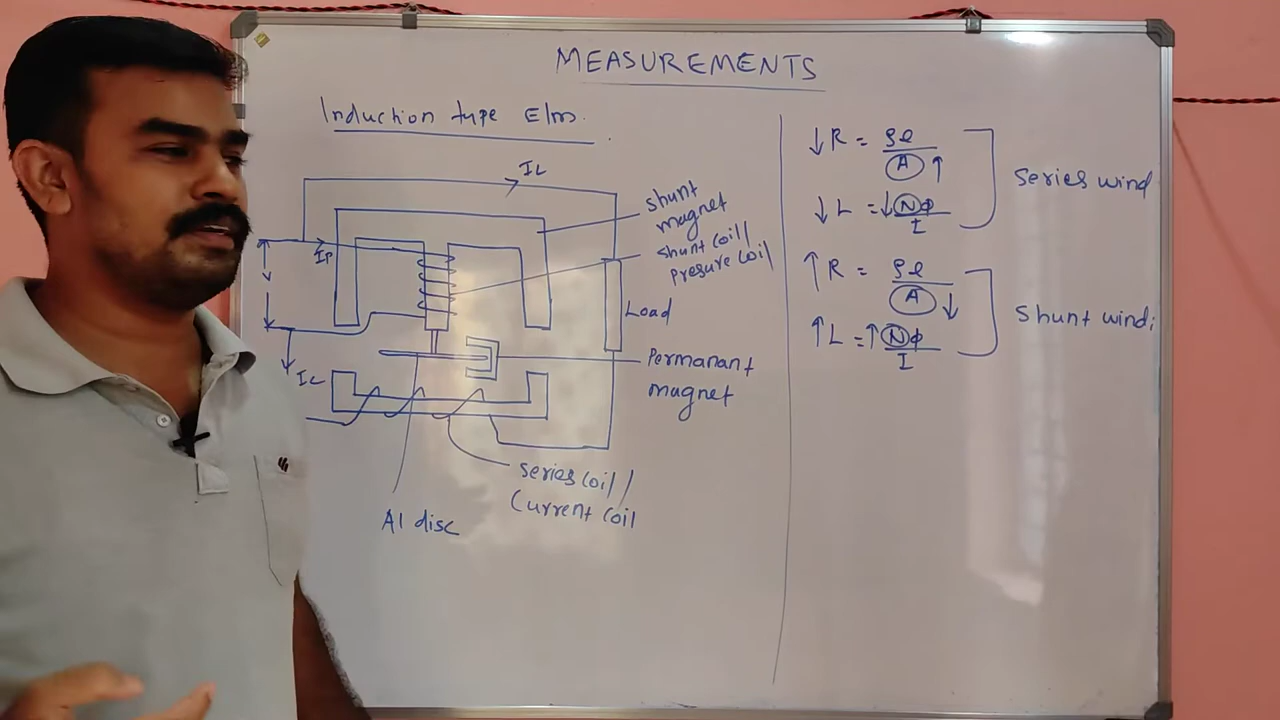 MEASUREMENTS
Induction type Elm.
IL
shunt
magnet
shunt coil/
presure coil
IP
V
Load
Permanant
magnet
IL
series coil/
Current coil
Al disc
↓R = ρl
A ↑
↓L = ↓Nφ
I
series wind
↑R = ρl
A ↓
↑L = ↑Nφ
I
shunt windi